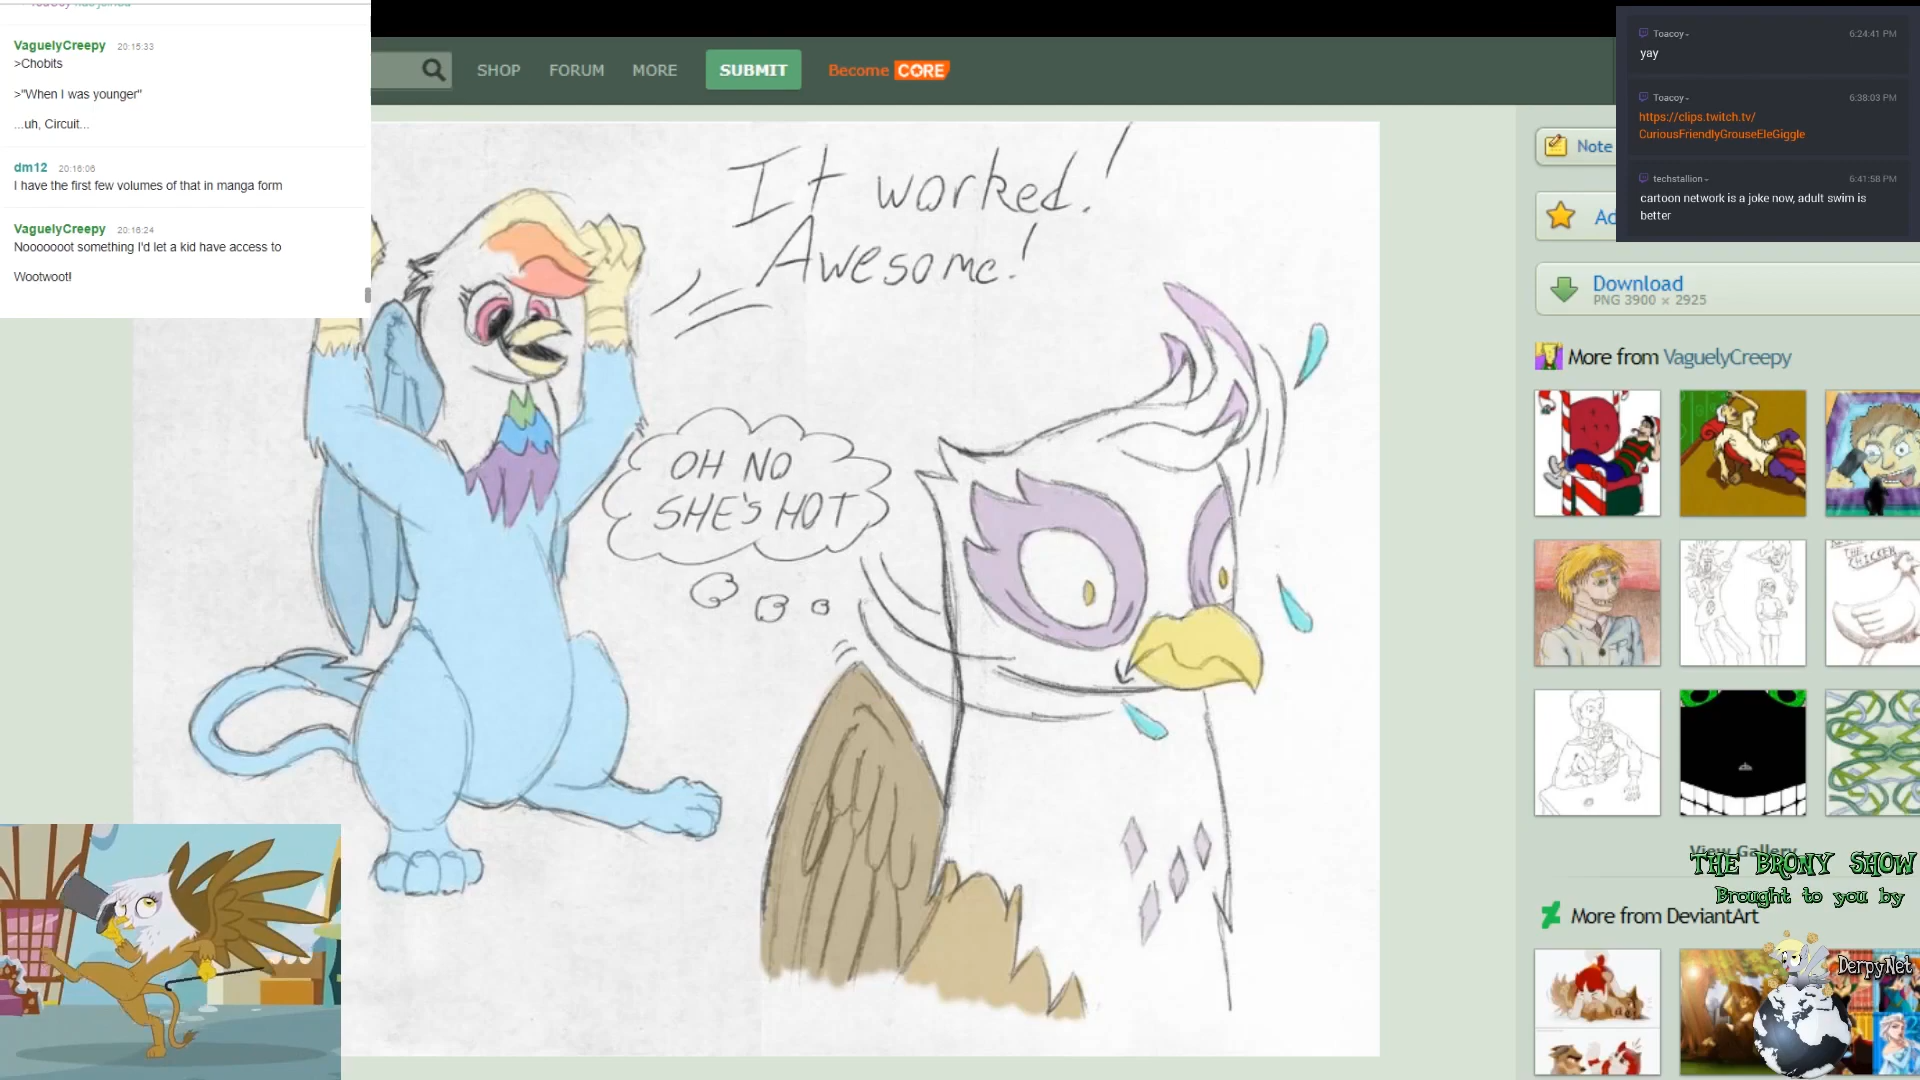 VaguelyCreepy 20:15:33
>Chobits
>"When I was younger"
...uh, Circuit...
dm12 20:16:06
I have the first few volumes of that in manga form
VaguelyCreepy 20:16:24
Nooooooot something I'd let a kid have access to
Wootwoot!
SHOP FORUM MORE SUBMIT Become CORE
It worked!
Awesome!
OH NO
SHE'S HOT
Toacoy 6:24:41 PM
yay
Toacoy 6:38:03 PM
https://clips.twitch.tv/
CuriousFriendlyGrouseEleGiggle
techstallion 6:41:58 PM
cartoon network is a joke now, adult swim is
better
Note
Download
PNG 3900 × 2925
More from VaguelyCreepy
THE CHICKEN
View Gallery
THE BRONY SHOW
Brought to you by
More from DeviantArt
DerpyNet